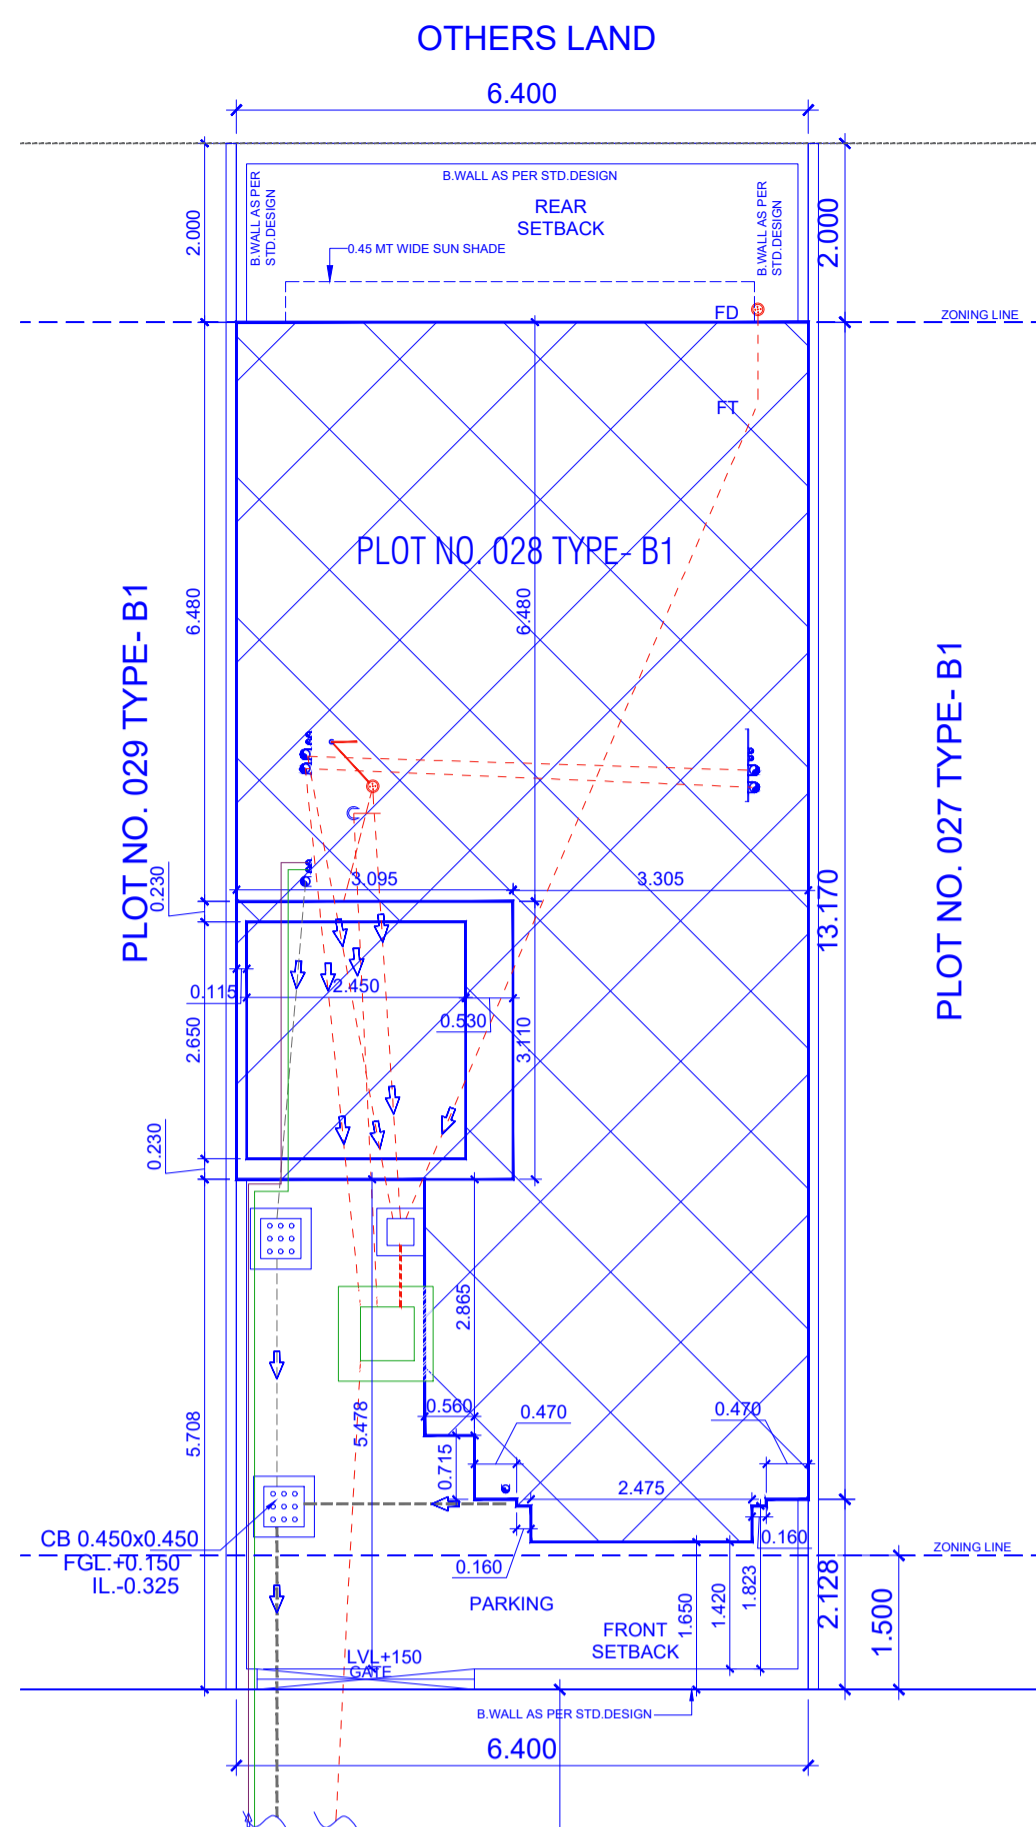 OTHERS LAND
6.400
B.WALL AS PER STD.DESIGN
B.WALL AS PER
STD.DESIGN
REAR
SETBACK
B.WALL AS PER
STD.DESIGN
2.000
2.000
0.45 MT WIDE SUN SHADE
FD
ZONING LINE
FT
PLOT NO. 028 TYPE- B1
6.480
6.480
PLOT NO. 029 TYPE- B1
PLOT NO. 027 TYPE- B1
0.230
3.095
3.305
13.170
0.115
2.450
0.530
2.650
3.110
0.230
2.865
5.708
5.478
0.560
0.470
0.470
0.715
2.475
CB 0.450x0.450
FGL.+0.150
IL.-0.325
0.160
0.160
ZONING LINE
PARKING
1.650
1.420
1.823
2.128
1.500
FRONT
SETBACK
LVL+150
GATE
B.WALL AS PER STD.DESIGN
6.400